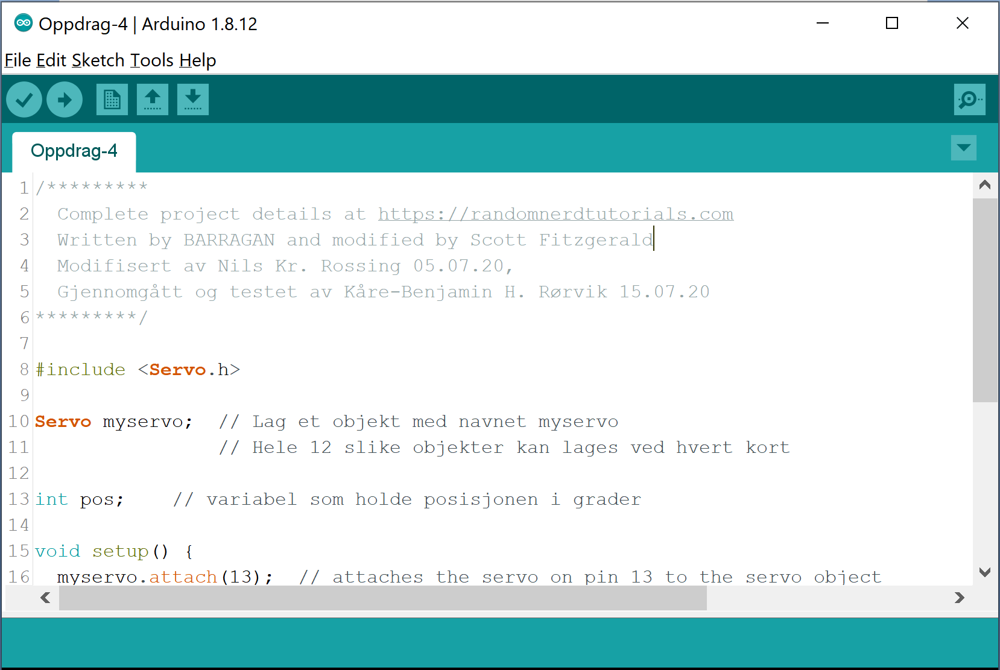 Oppdrag-4 | Arduino 1.8.12
File Edit Sketch Tools Help
Oppdrag-4
1 /*********
2   Complete project details at https://randomnerdtutorials.com
3   Written by BARRAGAN and modified by Scott Fitzgerald
4   Modifisert av Nils Kr. Rossing 05.07.20,
5   Gjennomgått og testet av Kåre-Benjamin H. Rørvik 15.07.20
6 *********/
7
8 #include <Servo.h>
9
10 Servo myservo;  // Lag et objekt med navnet myservo
11                 // Hele 12 slike objekter kan lages ved hvert kort
12
13 int pos;    // variabel som holde posisjonen i grader
14
15 void setup() {
16   myservo.attach(13);  // attaches the servo on pin 13 to the servo object